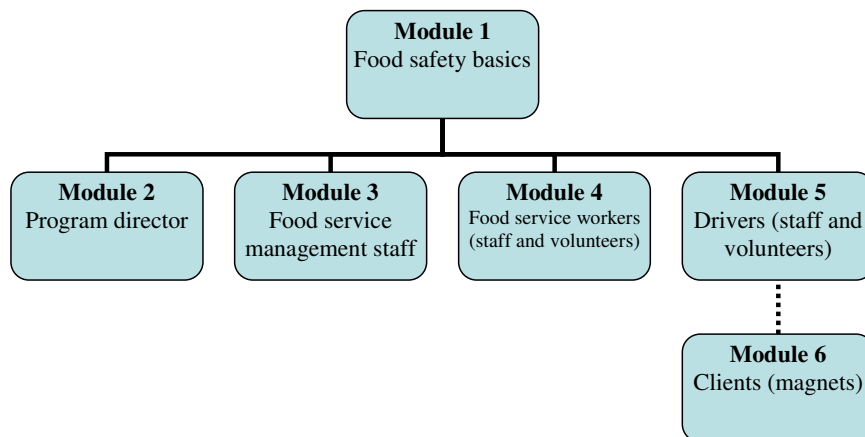 Module 1
Food safety basics
Module 2
Program director
Module 3
Food service
management staff
Module 4
Food service workers
(staff and volunteers)
Module 5
Drivers (staff and
volunteers)
Module 6
Clients (magnets)